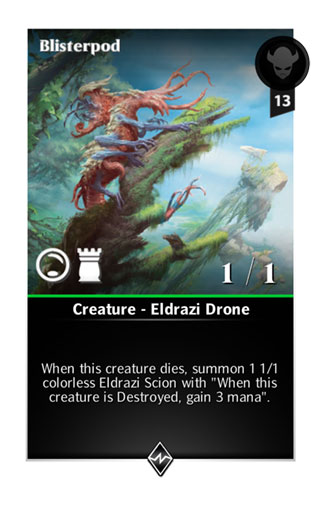 Blisterpod
13
1 / 1
Creature - Eldrazi Drone
When this creature dies, summon 1 1/1
colorless Eldrazi Scion with "When this
creature is Destroyed, gain 3 mana".